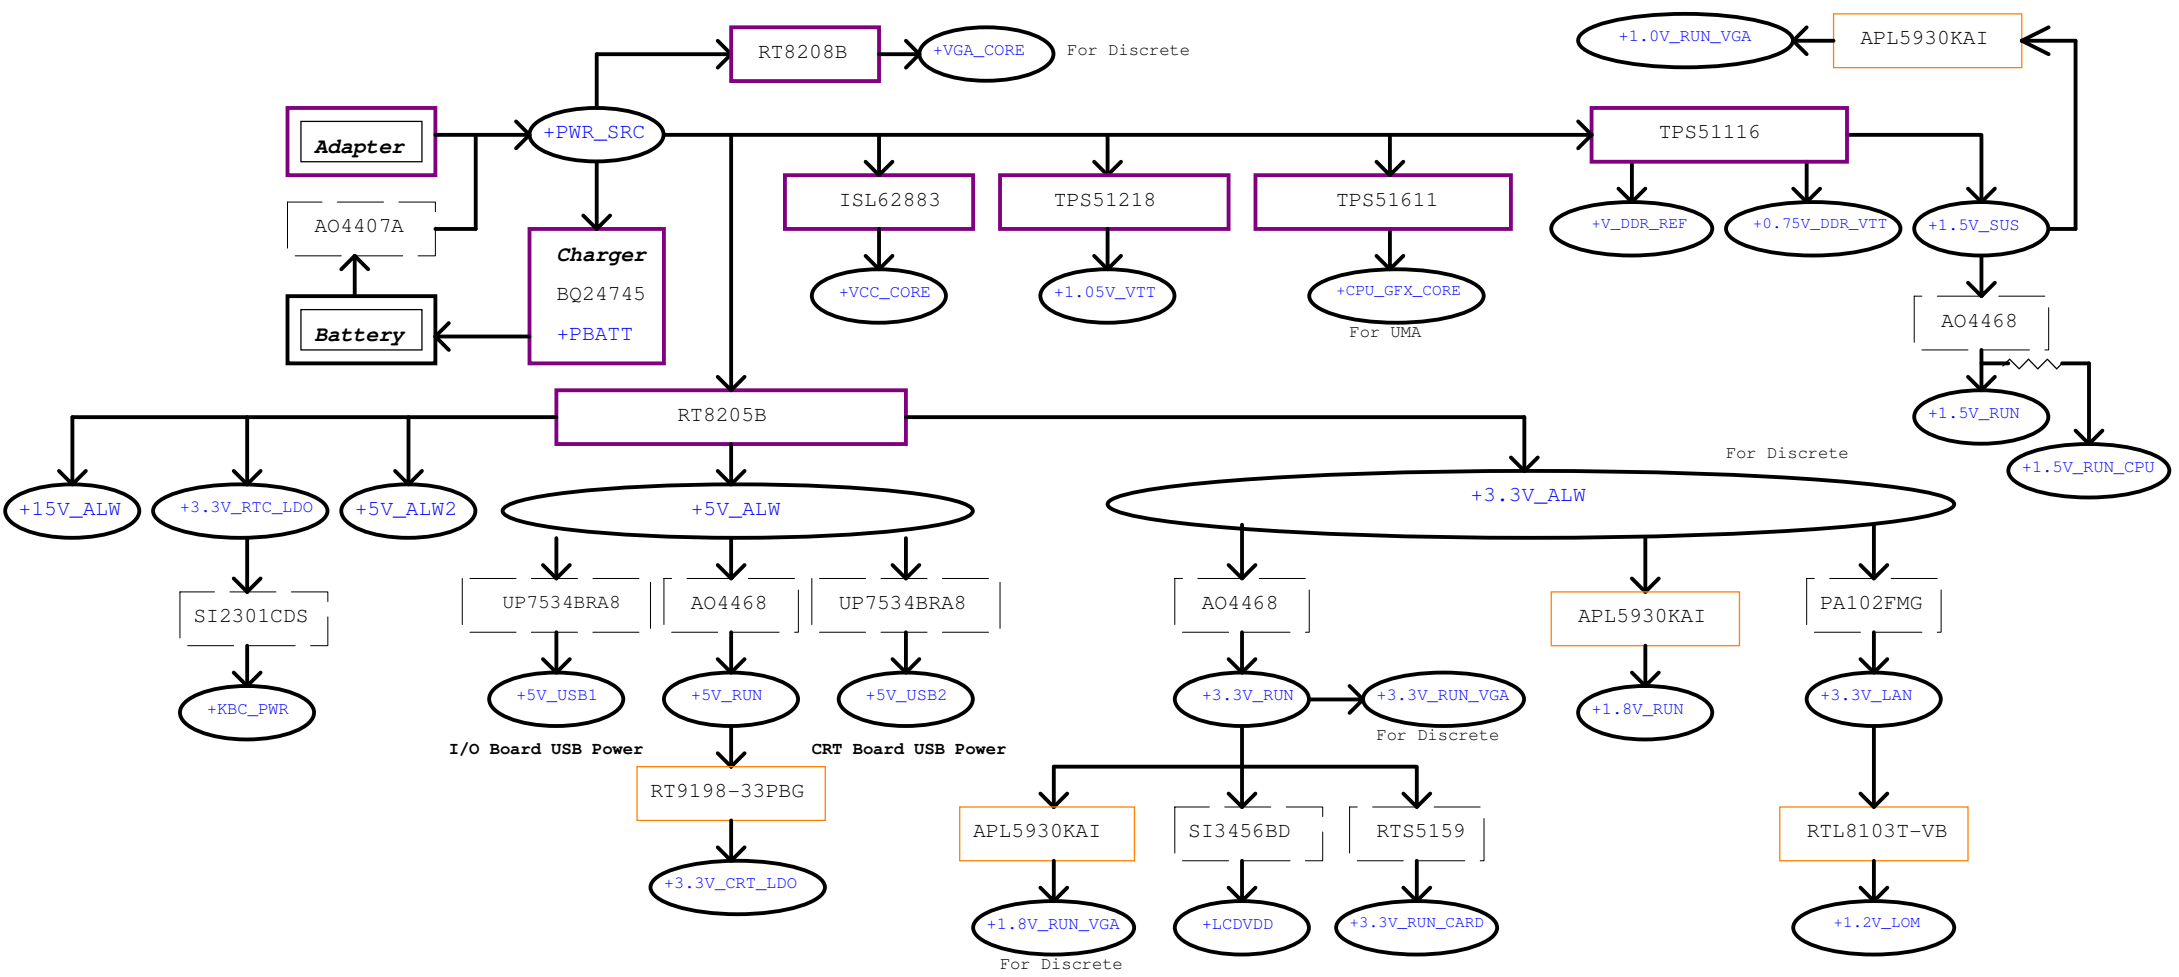 RT8208B
+VGA_CORE
For Discrete
+1.0V_RUN_VGA
APL5930KAI
Adapter
+PWR_SRC
TPS51116
AO4407A
ISL62883
TPS51218
TPS51611
+V_DDR_REF
+0.75V_DDR_VTT
+1.5V_SUS
Charger
BQ24745
+PBATT
Battery
+VCC_CORE
+1.05V_VTT
+CPU_GFX_CORE
For UMA
AO4468
RT8205B
+1.5V_RUN
For Discrete
+1.5V_RUN_CPU
+15V_ALW
+3.3V_RTC_LDO
+5V_ALW2
+5V_ALW
+3.3V_ALW
SI2301CDS
UP7534BRA8
AO4468
UP7534BRA8
AO4468
APL5930KAI
PA102FMG
+KBC_PWR
+5V_USB1
+5V_RUN
+5V_USB2
+3.3V_RUN
+3.3V_RUN_VGA
For Discrete
+1.8V_RUN
+3.3V_LAN
I/O Board USB Power
CRT Board USB Power
RT9198-33PBG
APL5930KAI
SI3456BD
RTS5159
RTL8103T-VB
+3.3V_CRT_LDO
+1.8V_RUN_VGA
For Discrete
+LCDVDD
+3.3V_RUN_CARD
+1.2V_LOM